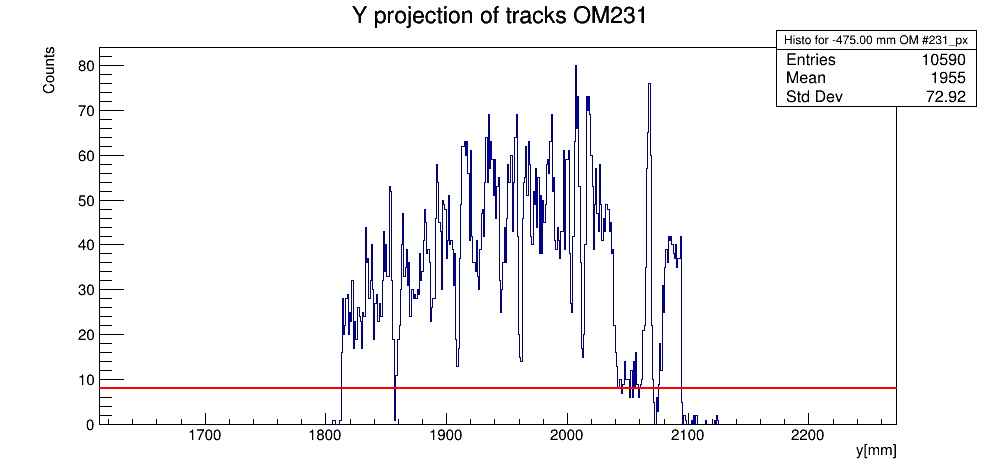 Y projection of tracks OM231
Histo for -475.00 mm OM #231_px
Entries 10590
Mean 1955
Std Dev 72.92
Counts
80
70
60
50
40
30
20
10
0
1700 1800 1900 2000 2100 2200
y[mm]